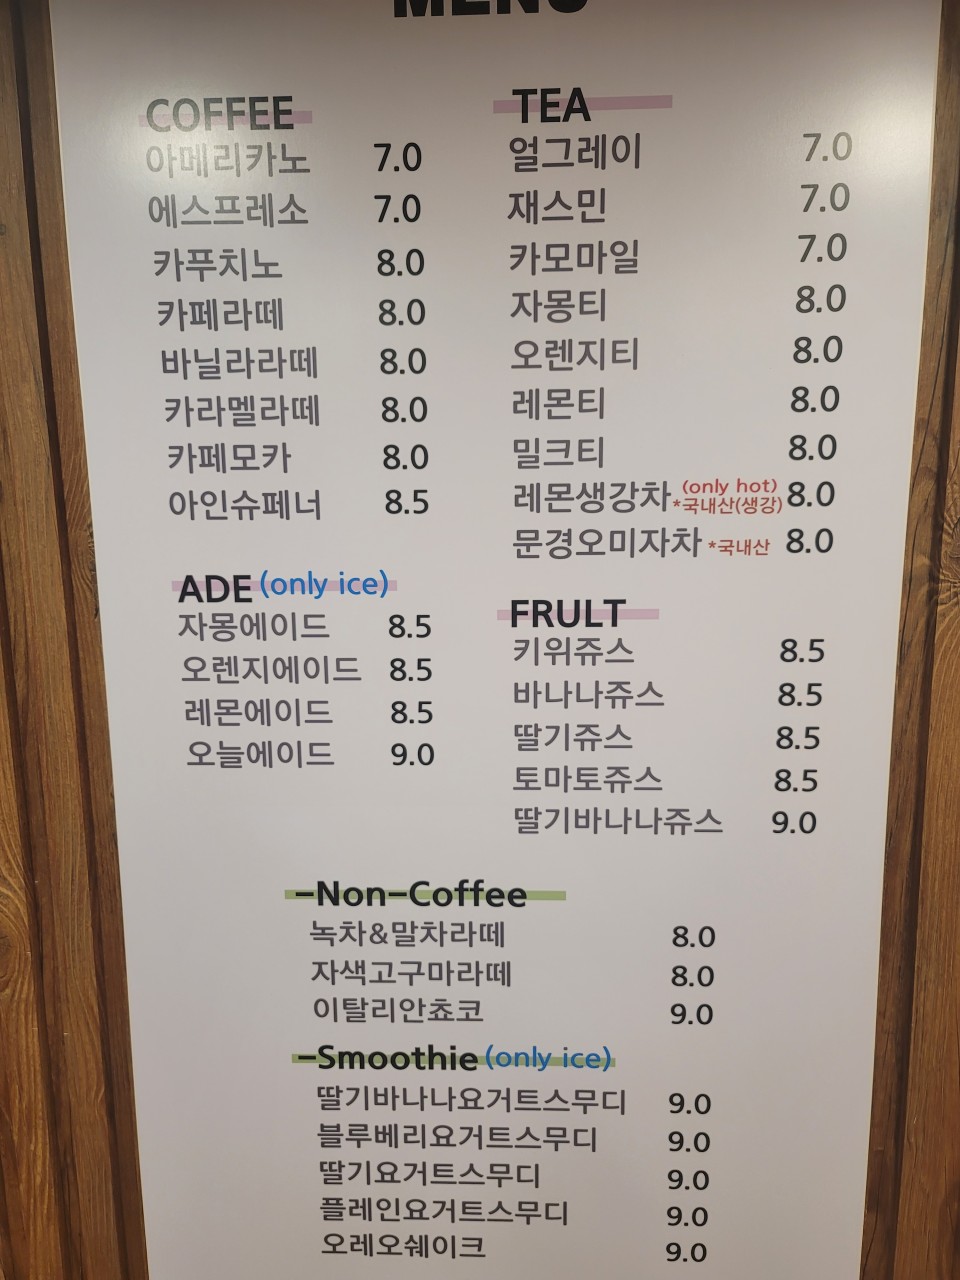 MENU
COFFEE
아메리카노 7.0
에스프레소 7.0
카푸치노 8.0
카페라떼 8.0
바닐라라떼 8.0
카라멜라떼 8.0
카페모카 8.0
아인슈페너 8.5
ADE (only ice)
자몽에이드 8.5
오렌지에이드 8.5
레몬에이드 8.5
오늘에이드 9.0
TEA
얼그레이 7.0
재스민 7.0
카모마일 7.0
자몽티 8.0
오렌지티 8.0
레몬티 8.0
밀크티 8.0
레몬생강차 (only hot) *국내산(생강) 8.0
문경오미자차 *국내산 8.0
FRULT
키위쥬스 8.5
바나나쥬스 8.5
딸기쥬스 8.5
토마토쥬스 8.5
딸기바나나쥬스 9.0
-Non-Coffee
녹차&말차라떼 8.0
자색고구마라떼 8.0
이탈리안쵸코 9.0
-Smoothie (only ice)
딸기바나나요거트스무디 9.0
블루베리요거트스무디 9.0
딸기요거트스무디 9.0
플레인요거트스무디 9.0
오레오쉐이크 9.0